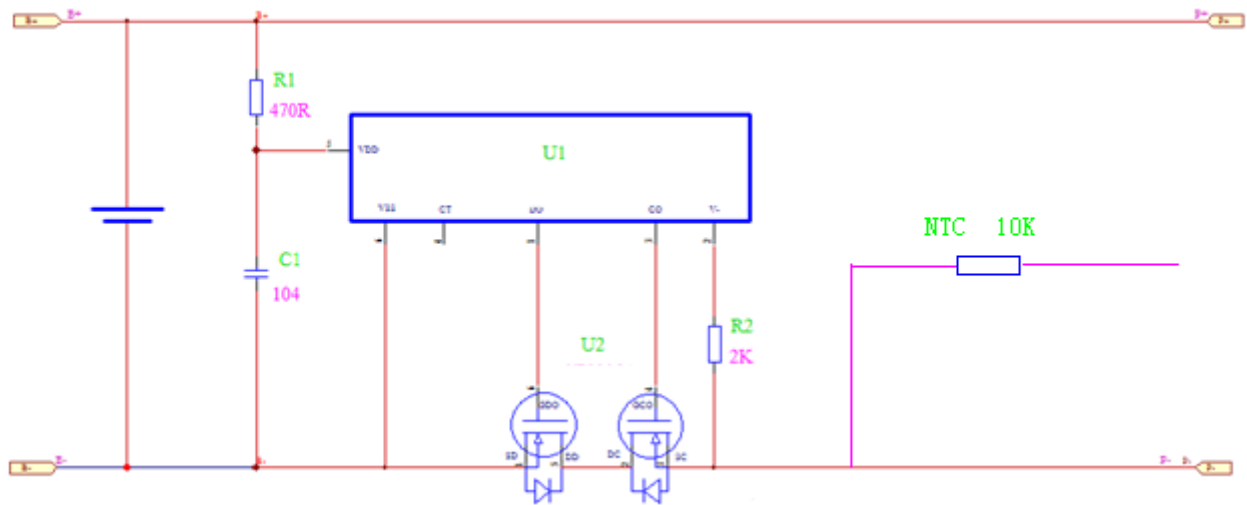 B+ B+ P+ P+
R1
470R
VDD
U1
VSS CT DO CO V-
NTC 10K
C1
104
U2
R2
2K
GDO GCO
SD DD DC SC
B- B- B- P- P- P-